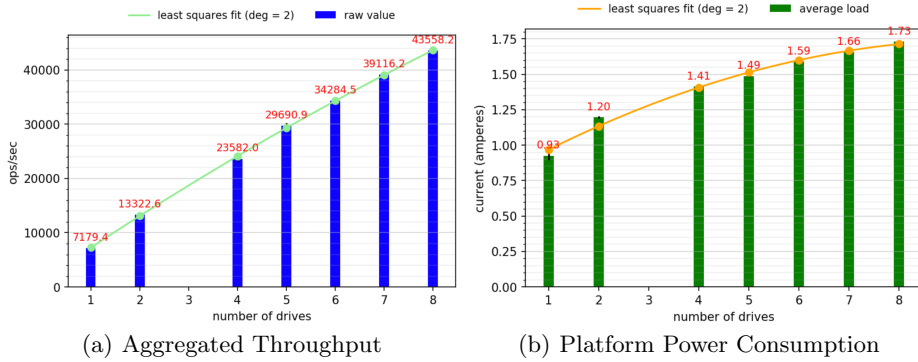 least squares fit (deg = 2) raw value
43558.2
40000
39116.2
34284.5
30000
29690.9
23582.0
20000
13322.6
10000
7179.4
0
ops/sec
1 2 3 4 5 6 7 8
number of drives
(a) Aggregated Throughput
least squares fit (deg = 2) average load
1.75
1.73
1.66
1.59
1.50
1.49
1.41
1.25
1.20
1.00
0.93
0.75
0.50
0.25
0.00
current (amperes)
1 2 3 4 5 6 7 8
number of drives
(b) Platform Power Consumption